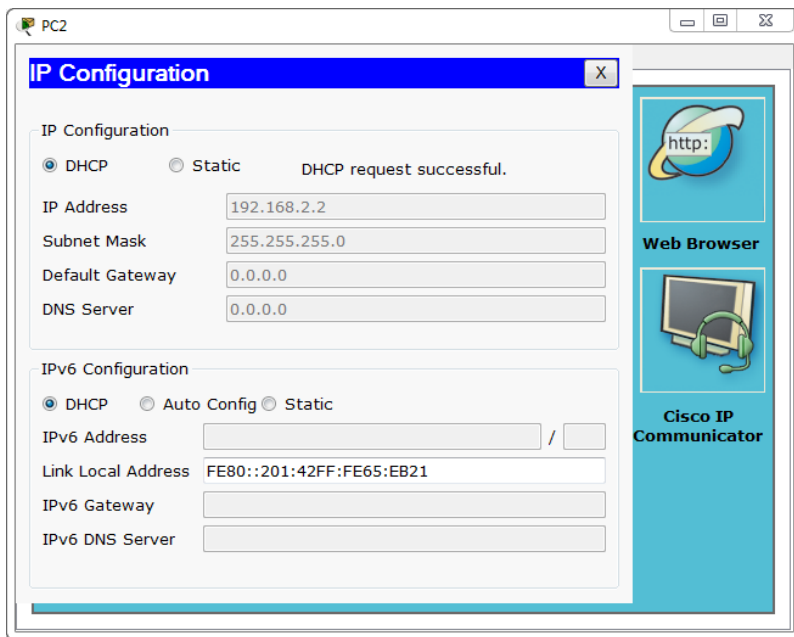 PC2
IP Configuration
X
IP Configuration
DHCP
Static
DHCP request successful.
IP Address
192.168.2.2
Subnet Mask
255.255.255.0
Default Gateway
0.0.0.0
DNS Server
0.0.0.0
IPv6 Configuration
DHCP
Auto Config
Static
IPv6 Address
/
Link Local Address
FE80::201:42FF:FE65:EB21
IPv6 Gateway
IPv6 DNS Server
http:
Web Browser
Cisco IP
Communicator